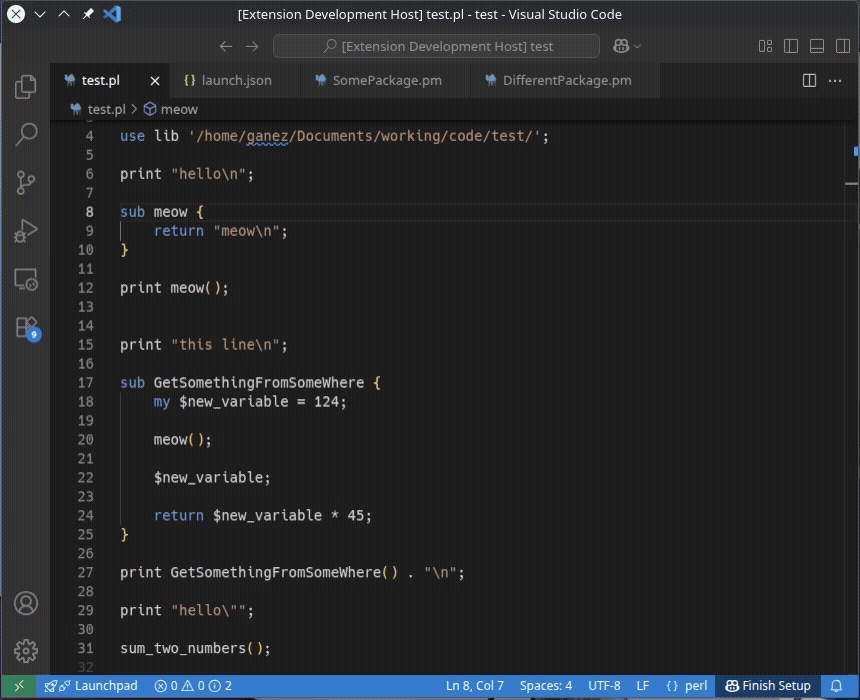 [Extension Development Host] test.pl - test - Visual Studio Code
[Extension Development Host] test
test.pl {} launch.json SomePackage.pm DifferentPackage.pm
test.pl > meow
4 use lib '/home/ganez/Documents/working/code/test/';
5
6 print "hello\n";
7
8 sub meow {
9 return "meow\n";
10 }
11
12 print meow();
13
14
15 print "this line\n";
16
17 sub GetSomethingFromSomeWhere {
18 my $new_variable = 124;
19
20 meow();
21
22 $new_variable;
23
24 return $new_variable * 45;
25 }
26
27 print GetSomethingFromSomeWhere() . "\n";
28
29 print "hello\"";
30
31 sum_two_numbers();
32
9
Launchpad 0 0 2 Ln 8, Col 7 Spaces: 4 UTF-8 LF {} perl Finish Setup